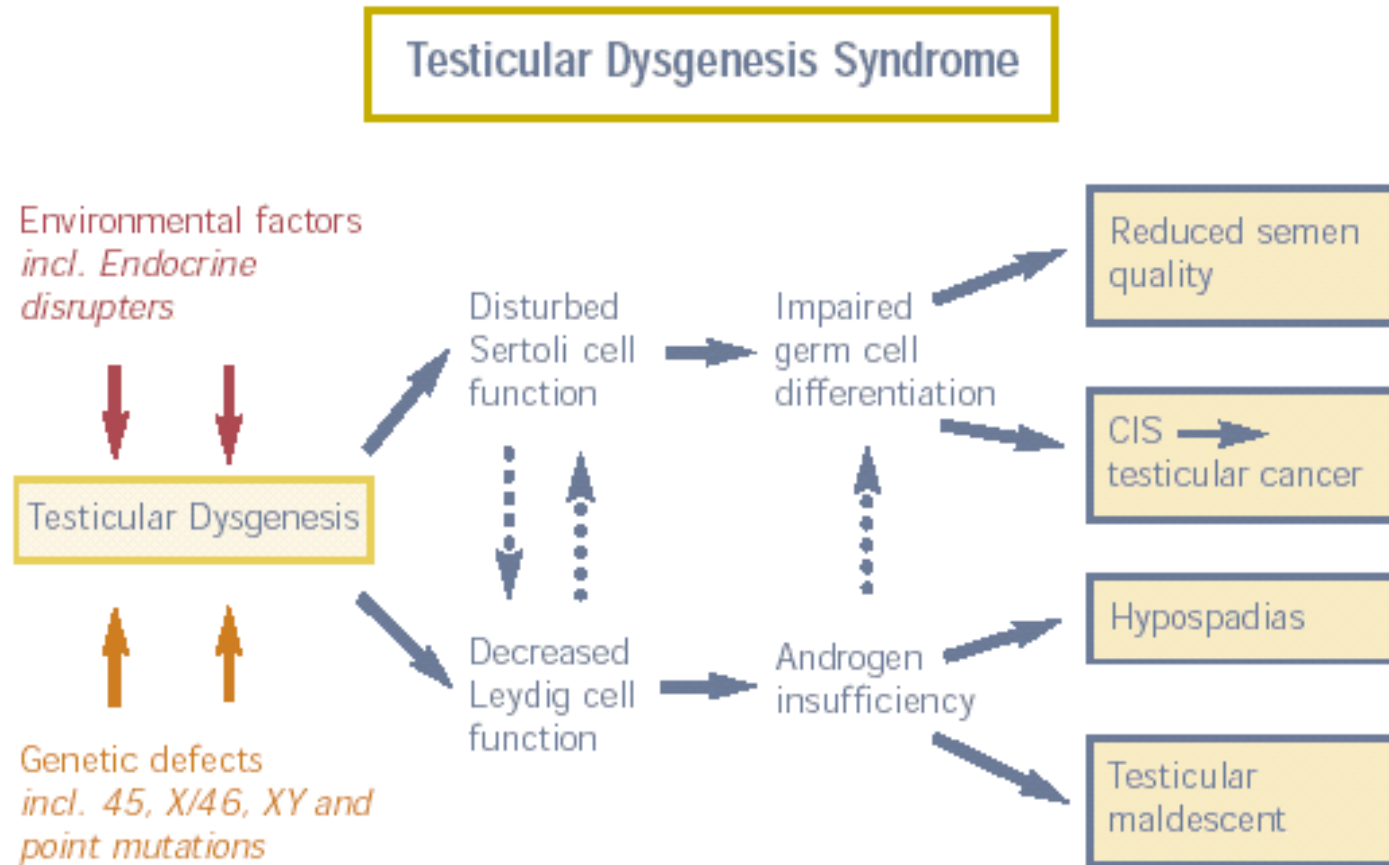 Testicular Dysgenesis Syndrome
Environmental factors
incl. Endocrine
disrupters
Testicular Dysgenesis
Genetic defects
incl. 45, X/46, XY and
point mutations
Disturbed
Sertoli cell
function
Decreased
Leydig cell
function
Impaired
germ cell
differentiation
Androgen
insufficiency
Reduced semen
quality
CIS
testicular cancer
Hypospadias
Testicular
maldescent